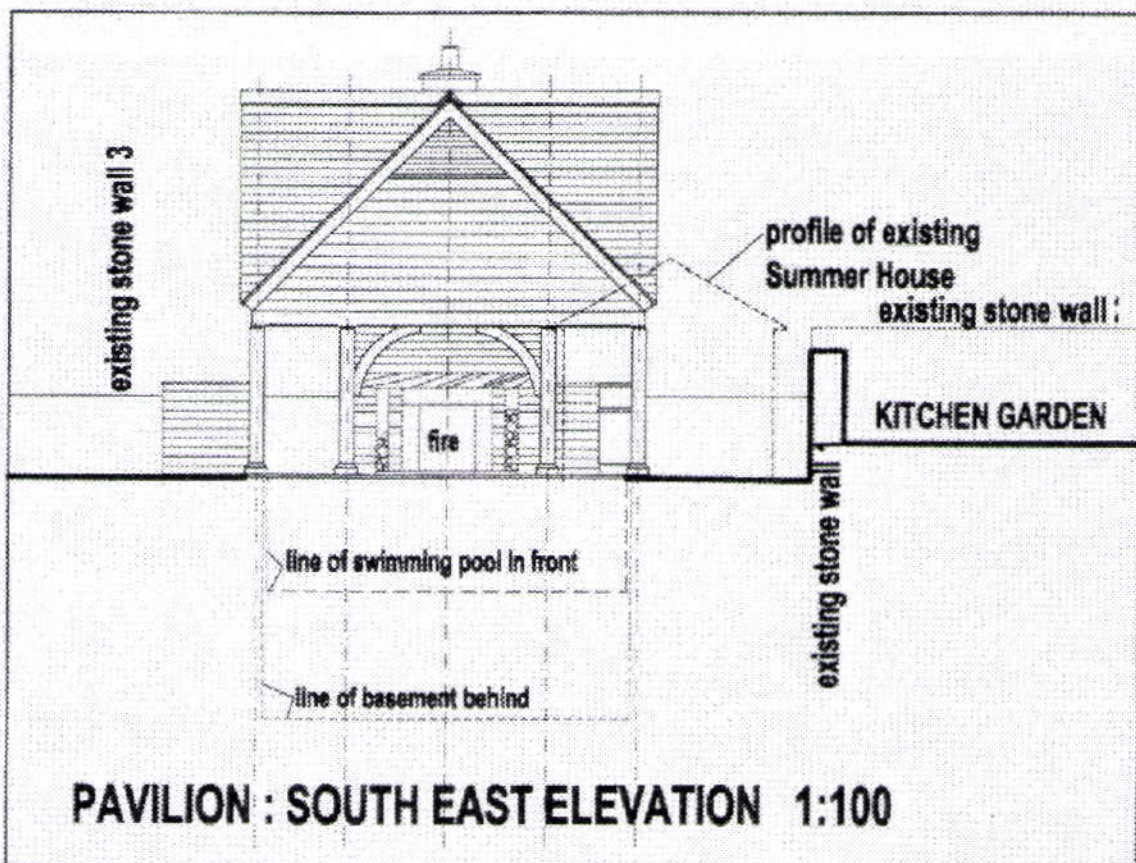 existing stone wall 3
profile of existing
Summer House
existing stone wall
KITCHEN GARDEN
fire
existing stone wall
line of swimming pool in front
line of basement behind
PAVILION : SOUTH EAST ELEVATION 1:100